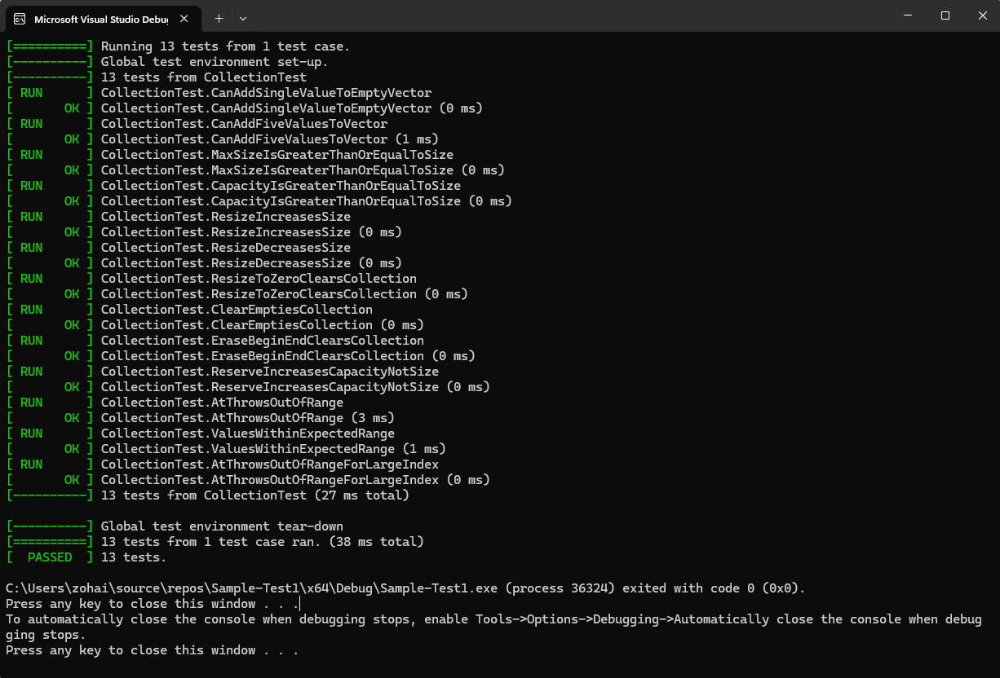 Microsoft Visual Studio Debug
[==========] Running 13 tests from 1 test case.
[----------] Global test environment set-up.
[----------] 13 tests from CollectionTest
[ RUN      ] CollectionTest.CanAddSingleValueToEmptyVector
[       OK ] CollectionTest.CanAddSingleValueToEmptyVector (0 ms)
[ RUN      ] CollectionTest.CanAddFiveValuesToVector
[       OK ] CollectionTest.CanAddFiveValuesToVector (1 ms)
[ RUN      ] CollectionTest.MaxSizeIsGreaterThanOrEqualToSize
[       OK ] CollectionTest.MaxSizeIsGreaterThanOrEqualToSize (0 ms)
[ RUN      ] CollectionTest.CapacityIsGreaterThanOrEqualToSize
[       OK ] CollectionTest.CapacityIsGreaterThanOrEqualToSize (0 ms)
[ RUN      ] CollectionTest.ResizeIncreasesSize
[       OK ] CollectionTest.ResizeIncreasesSize (0 ms)
[ RUN      ] CollectionTest.ResizeDecreasesSize
[       OK ] CollectionTest.ResizeDecreasesSize (0 ms)
[ RUN      ] CollectionTest.ResizeToZeroClearsCollection
[       OK ] CollectionTest.ResizeToZeroClearsCollection (0 ms)
[ RUN      ] CollectionTest.ClearEmptiesCollection
[       OK ] CollectionTest.ClearEmptiesCollection (0 ms)
[ RUN      ] CollectionTest.EraseBeginEndClearsCollection
[       OK ] CollectionTest.EraseBeginEndClearsCollection (0 ms)
[ RUN      ] CollectionTest.ReserveIncreasesCapacityNotSize
[       OK ] CollectionTest.ReserveIncreasesCapacityNotSize (0 ms)
[ RUN      ] CollectionTest.AtThrowsOutOfRange
[       OK ] CollectionTest.AtThrowsOutOfRange (3 ms)
[ RUN      ] CollectionTest.ValuesWithinExpectedRange
[       OK ] CollectionTest.ValuesWithinExpectedRange (1 ms)
[ RUN      ] CollectionTest.AtThrowsOutOfRangeForLargeIndex
[       OK ] CollectionTest.AtThrowsOutOfRangeForLargeIndex (0 ms)
[----------] 13 tests from CollectionTest (27 ms total)
[----------] Global test environment tear-down
[==========] 13 tests from 1 test case ran. (38 ms total)
[  PASSED  ] 13 tests.
C:\Users\zohai\source\repos\Sample-Test1\x64\Debug\Sample-Test1.exe (process 36324) exited with code 0 (0x0).
Press any key to close this window . . .
To automatically close the console when debugging stops, enable Tools->Options->Debugging->Automatically close the console when debug
ging stops.
Press any key to close this window . . .